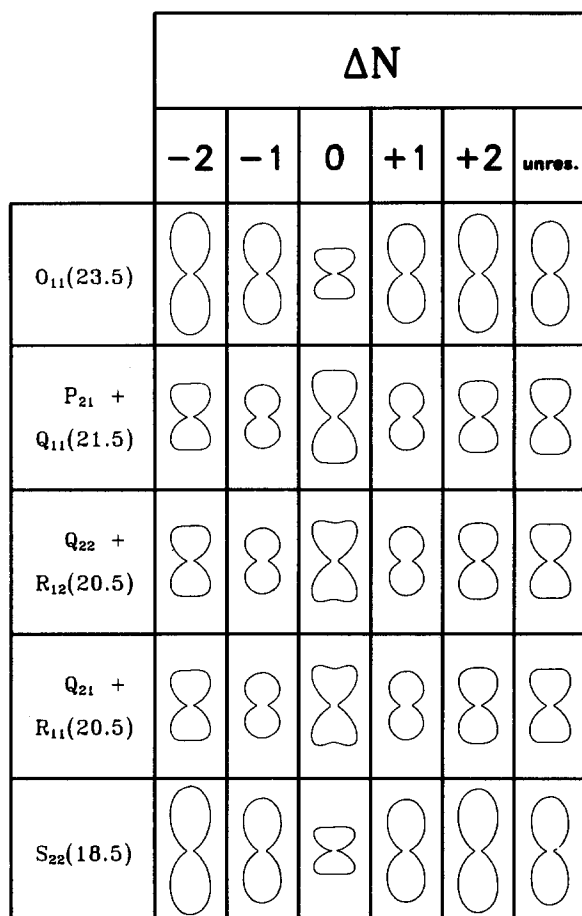 ΔN
-2 -1 0 +1 +2 unres.
O₁₁(23.5)
P₂₁ +
Q₁₁(21.5)
Q₂₂ +
R₁₂(20.5)
Q₂₁ +
R₁₁(20.5)
S₂₂(18.5)